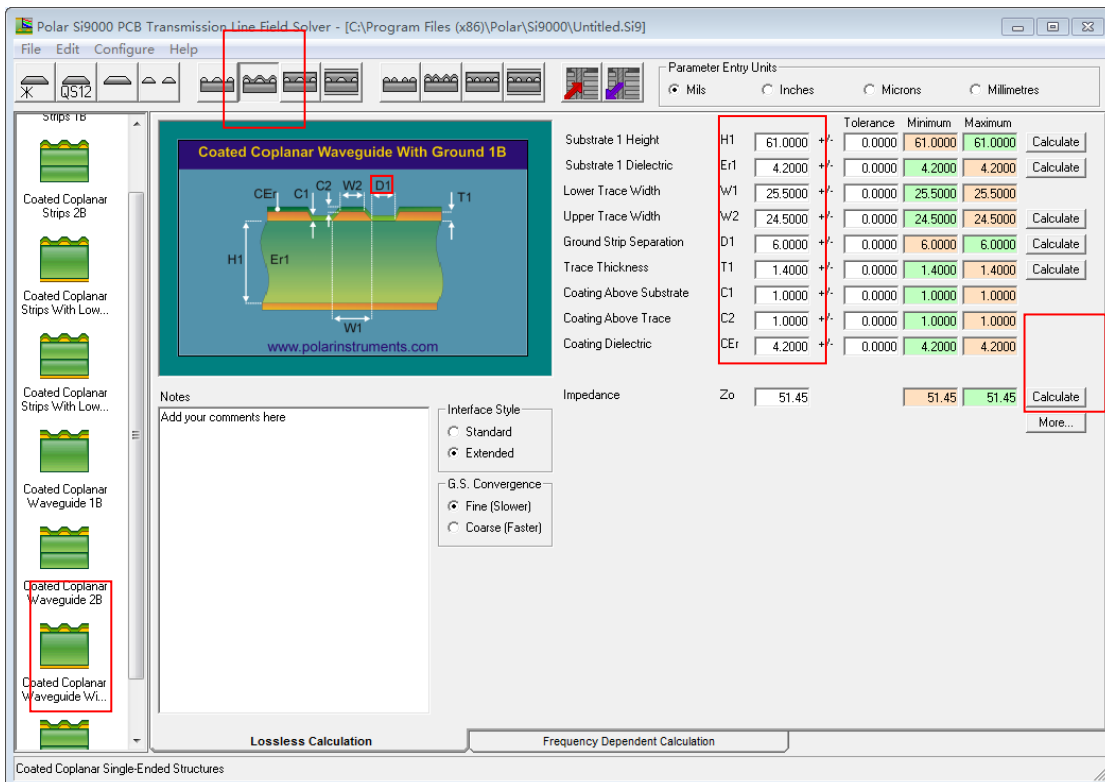 Polar Si9000 PCB Transmission Line Field Solver - [C:\Program Files (x86)\Polar\Si9000\Untitled.Si9]
File Edit Configure Help
QS12
Parameter Entry Units
Mils Inches Microns Millimetres
Strips 1B
Coated Coplanar
Strips 2B
Coated Coplanar
Strips With Low...
Coated Coplanar
Strips With Low...
Coated Coplanar
Waveguide 1B
Coated Coplanar
Waveguide 2B
Coated Coplanar
Waveguide Wi...
Coated Coplanar Waveguide With Ground 1B
CEr C1 C2 W2 D1 T1
H1 Er1
W1
www.polarinstruments.com
Tolerance Minimum Maximum
Substrate 1 Height H1 61.0000 +/- 0.0000 61.0000 61.0000 Calculate
Substrate 1 Dielectric Er1 4.2000 +/- 0.0000 4.2000 4.2000 Calculate
Lower Trace Width W1 25.5000 +/- 0.0000 25.5000 25.5000
Upper Trace Width W2 24.5000 +/- 0.0000 24.5000 24.5000 Calculate
Ground Strip Separation D1 6.0000 +/- 0.0000 6.0000 6.0000 Calculate
Trace Thickness T1 1.4000 +/- 0.0000 1.4000 1.4000 Calculate
Coating Above Substrate C1 1.0000 +/- 0.0000 1.0000 1.0000
Coating Above Trace C2 1.0000 +/- 0.0000 1.0000 1.0000
Coating Dielectric CEr 4.2000 +/- 0.0000 4.2000 4.2000
Impedance Zo 51.45 51.45 51.45 Calculate
More...
Notes
Add your comments here
Interface Style
Standard
Extended
G.S. Convergence
Fine (Slower)
Coarse (Faster)
Lossless Calculation Frequency Dependent Calculation
Coated Coplanar Single-Ended Structures